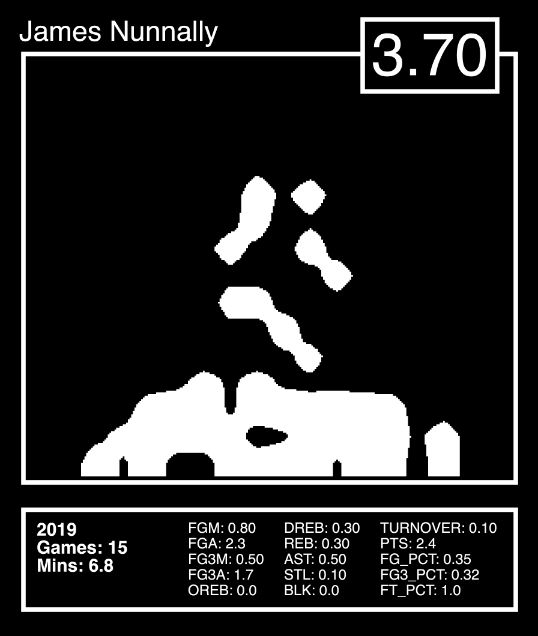 James Nunnally
3.70
2019
Games: 15
Mins: 6.8
FGM: 0.80
FGA: 2.3
FG3M: 0.50
FG3A: 1.7
OREB: 0.0
DREB: 0.30
REB: 0.30
AST: 0.50
STL: 0.10
BLK: 0.0
TURNOVER: 0.10
PTS: 2.4
FG_PCT: 0.35
FG3_PCT: 0.32
FT_PCT: 1.0